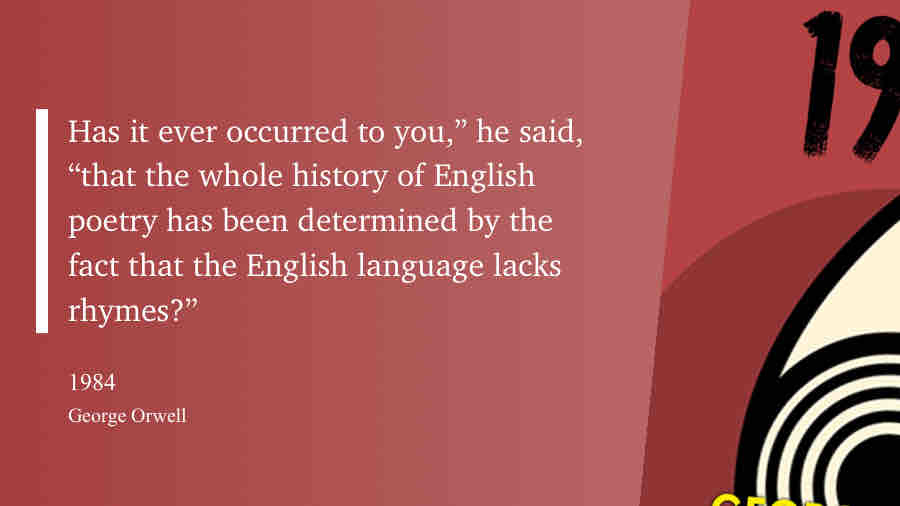 Has it ever occurred to you,” he said,
“that the whole history of English
poetry has been determined by the
fact that the English language lacks
rhymes?”
1984
George Orwell
19